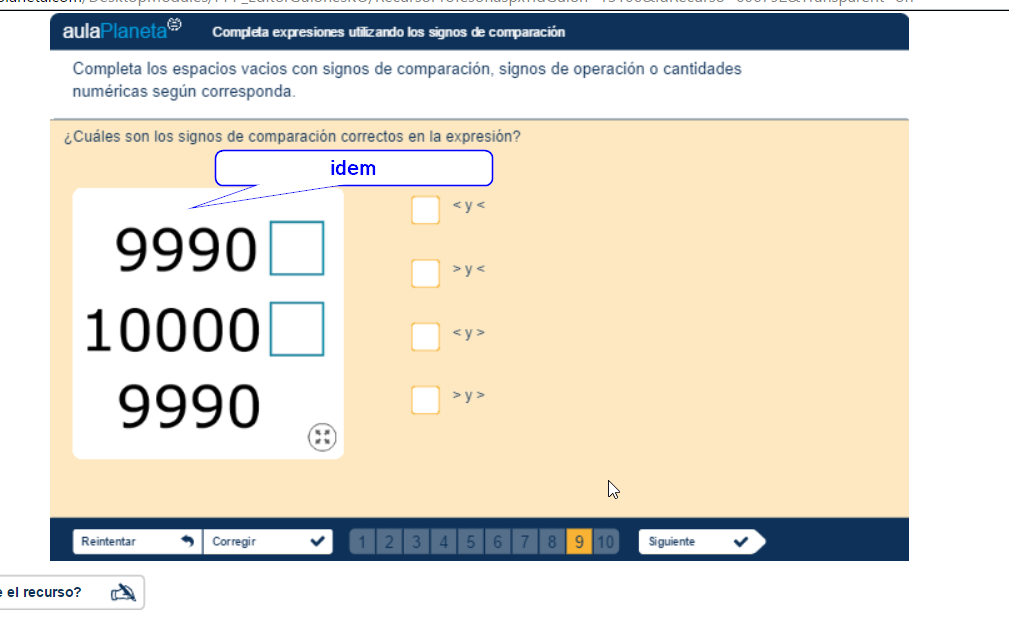 aulaPlaneta
Completa expresiones utilizando los signos de comparación
Completa los espacios vacios con signos de comparación, signos de operación o cantidades
numéricas según corresponda.
¿Cuáles son los signos de comparación correctos en la expresión?
idem
9990
10000
9990
< y <
> y <
< y >
> y >
Reintentar
Corregir
1 2 3 4 5 6 7 8 9 10
Siguiente
e el recurso?